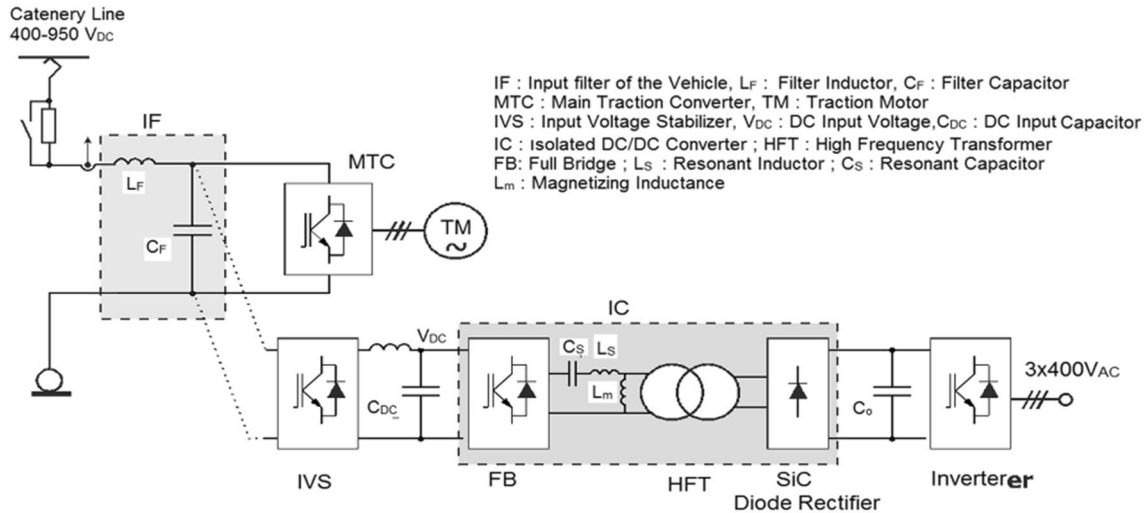 Catenery Line
400-950 VDC
IF : Input filter of the Vehicle, LF : Filter Inductor, CF : Filter Capacitor
MTC : Main Traction Converter, TM : Traction Motor
IVS : Input Voltage Stabilizer, VDC : DC Input Voltage,CDC : DC Input Capacitor
IC : ısolated DC/DC Converter ; HFT : High Frequency Transformer
FB: Full Bridge ; LS : Resonant Inductor ; CS : Resonant Capacitor
Lm : Magnetizing Inductance
IF
MTC
LF
TM
~
CF
IC
VDC
CS LS
Lm
3x400VAC
CDC
Co
IVS
FB
HFT
SiC
Diode Rectifier
Invertererer